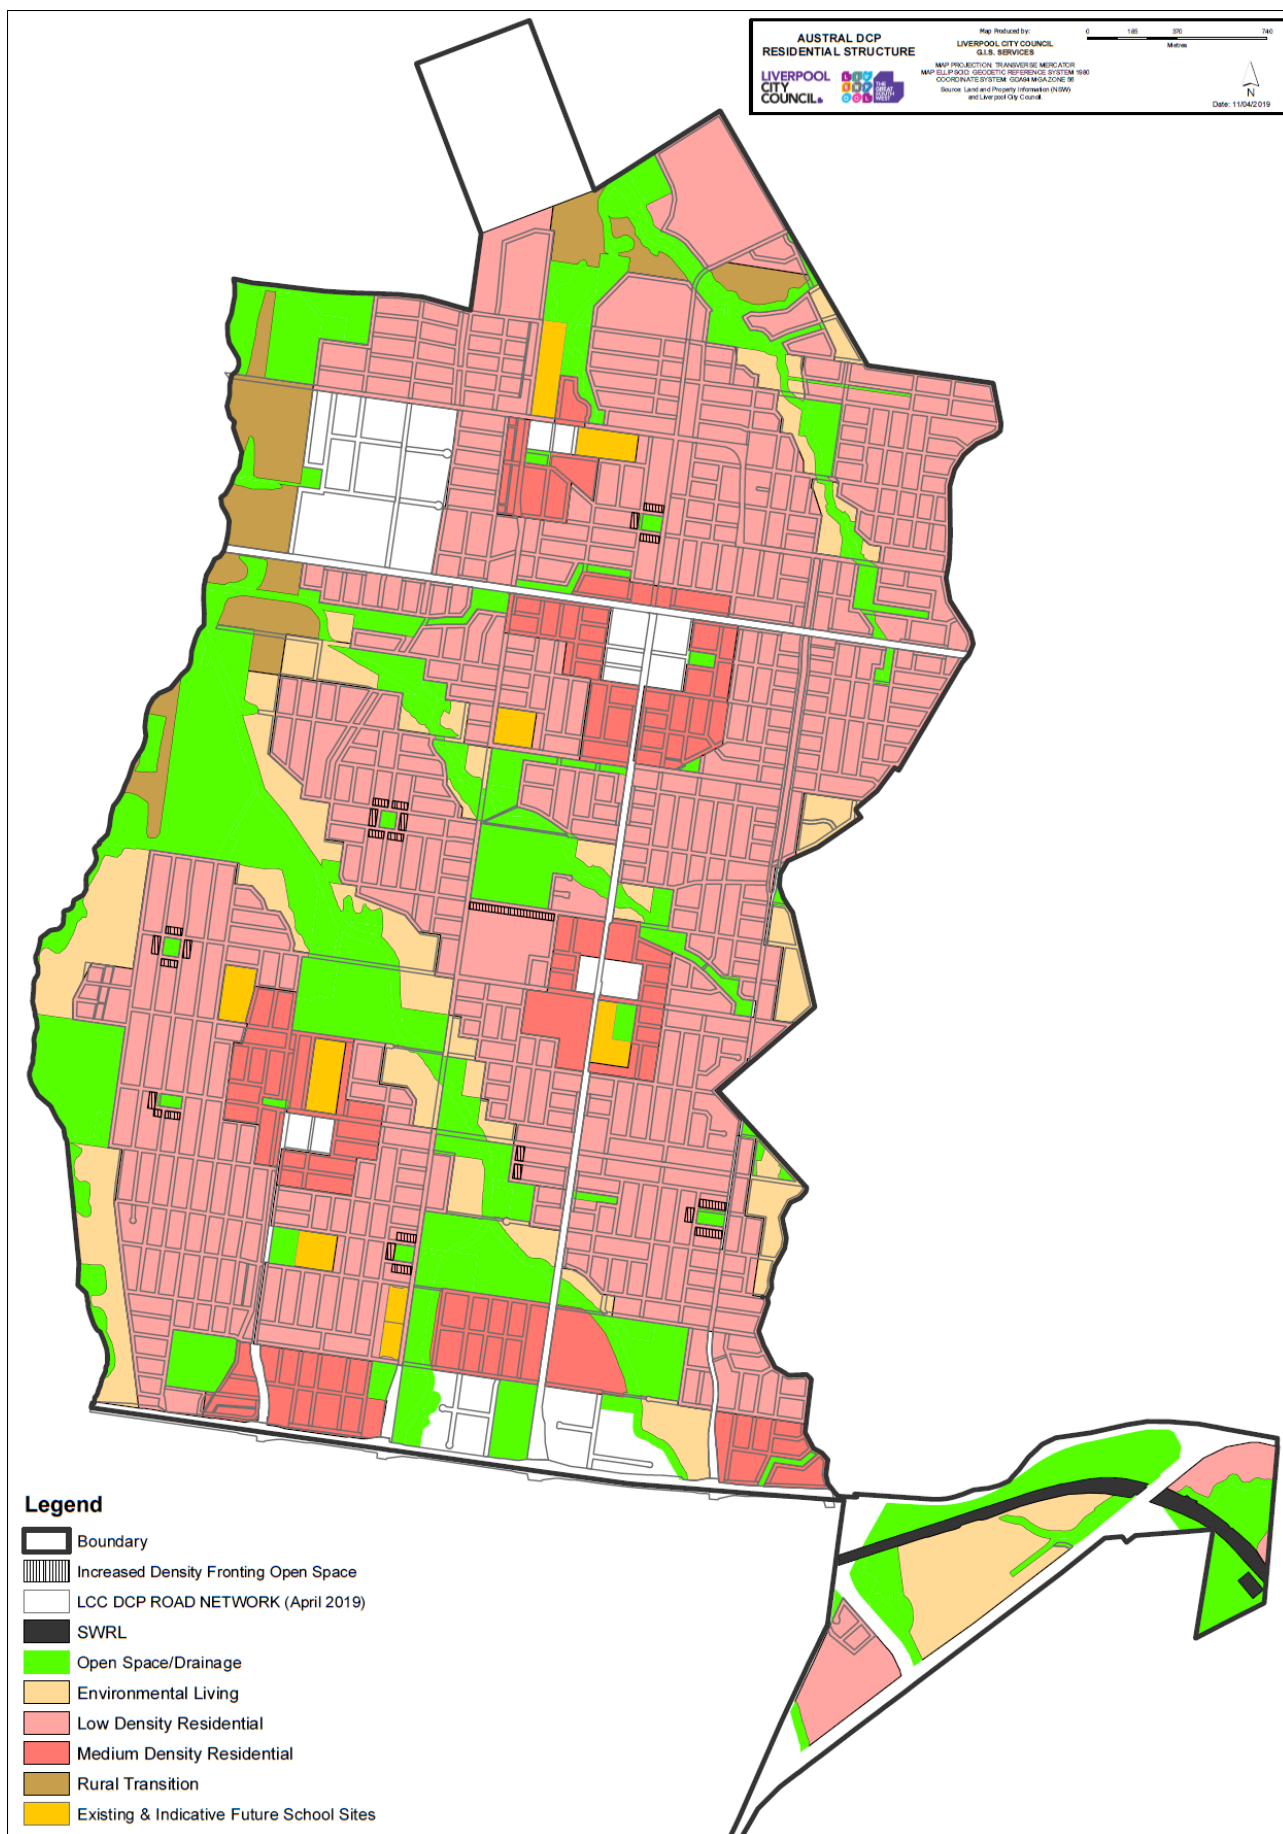 AUSTRAL DCP
RESIDENTIAL STRUCTURE
LIVERPOOL
CITY
COUNCIL
THE
GREAT
SOUTH
WEST
Map Produced by:
LIVERPOOL CITY COUNCIL
G.I.S. SERVICES
MAP PROJECTION: TRANSVERSE MERCATOR
MAP ELLIPSOID: GEODETIC REFERENCE SYSTEM 1980
COORDINATE SYSTEM: GDA94 MGA ZONE 56
Source: Land and Property Information (NSW)
and Liverpool City Council.
0 185 370 740
Metres
N
Date: 11/04/2019
Legend
Boundary
Increased Density Fronting Open Space
LCC DCP ROAD NETWORK (April 2019)
SWRL
Open Space/Drainage
Environmental Living
Low Density Residential
Medium Density Residential
Rural Transition
Existing & Indicative Future School Sites